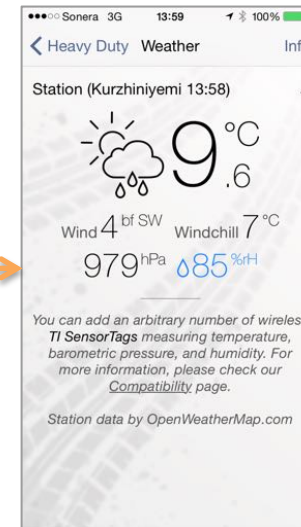 Sonera 3G 13:59 100%
Heavy Duty Weather Inf
Station (Kurzhiniyemi 13:58)
9.6 °C
Wind 4 bf SW Windchill 7 °C
979 hPa 85 %rH
You can add an arbitrary number of wireles
TI SensorTags measuring temperature,
barometric pressure, and humidity. For
more information, please check our
Compatibility page.
Station data by OpenWeatherMap.com